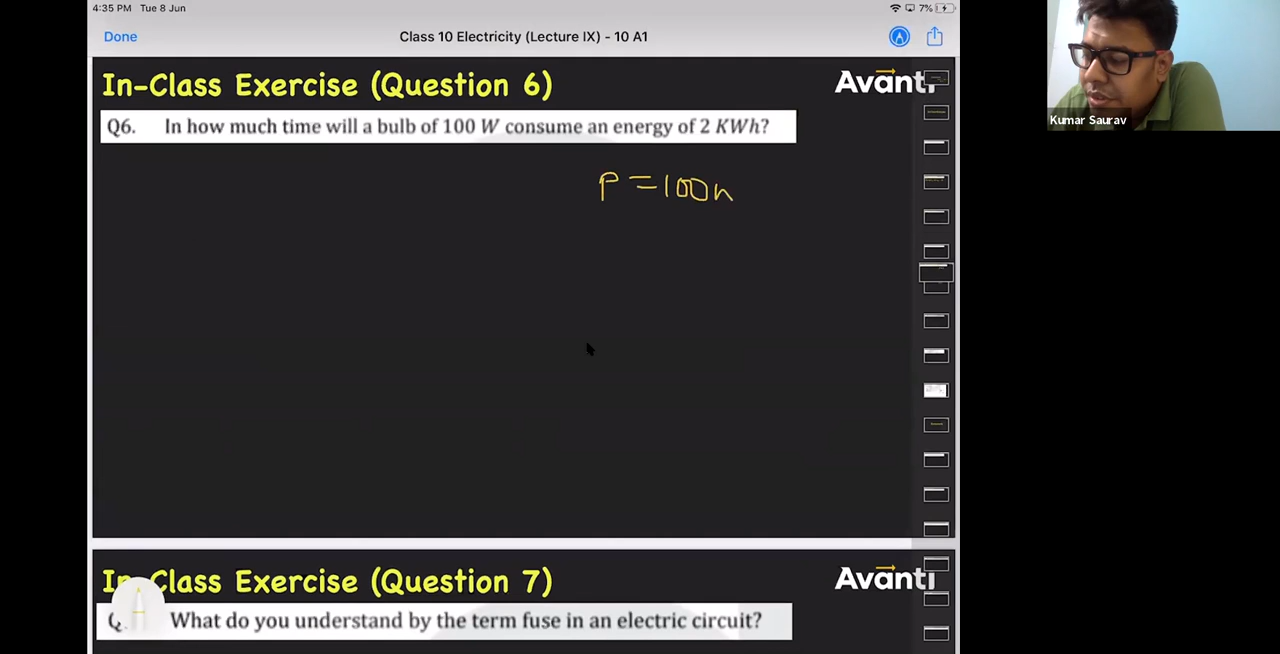 4:35 PM Tue 8 Jun
7%
Done
Class 10 Electricity (Lecture IX) - 10 A1
In-Class Exercise (Question 6)
Avanti
Q6. In how much time will a bulb of 100 W consume an energy of 2 KWh?
P = 100
Kumar Saurav
In-Class Exercise (Question 7)
Avanti
Q. What do you understand by the term fuse in an electric circuit?